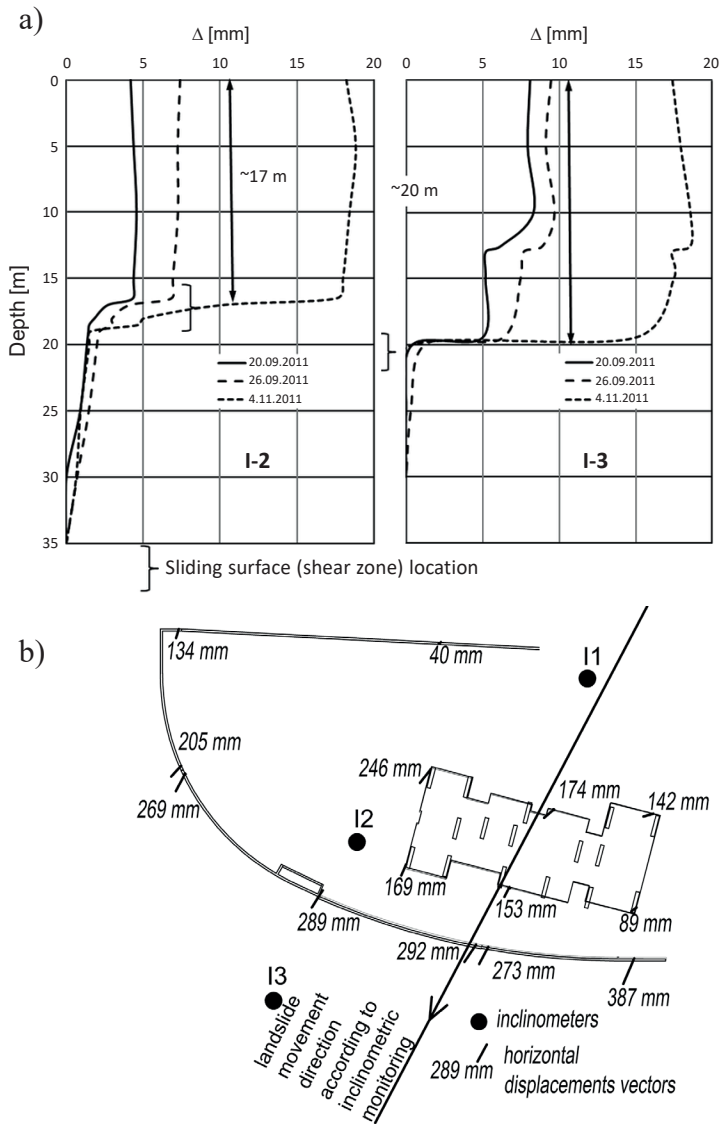 a)
Δ [mm]
Δ [mm]
0 5 10 15 20
0 5 10 15 20
0
5
10
15
20
25
30
35
Depth [m]
~17 m
~20 m
20.09.2011
26.09.2011
4.11.2011
20.09.2011
26.09.2011
4.11.2011
I-2
I-3
Sliding surface (shear zone) location
b)
134 mm
40 mm
I1
205 mm
246 mm
174 mm
142 mm
269 mm
I2
169 mm
153 mm
89 mm
289 mm
292 mm
273 mm
387 mm
I3
landslide
movement
direction
according to
inclinometric
monitoring
inclinometers
289 mm
horizontal
displacements vectors